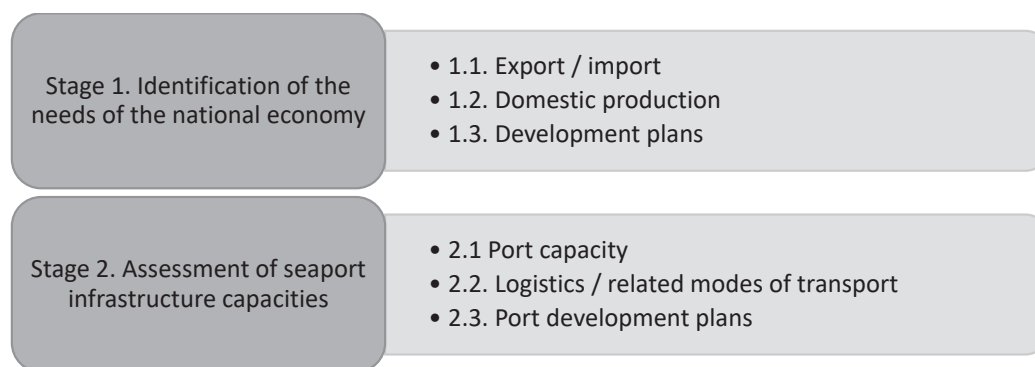 Stage 1. Identification of the
needs of the national economy
• 1.1. Export / import
• 1.2. Domestic production
• 1.3. Development plans
Stage 2. Assessment of seaport
infrastructure capacities
• 2.1 Port capacity
• 2.2. Logistics / related modes of transport
• 2.3. Port development plans